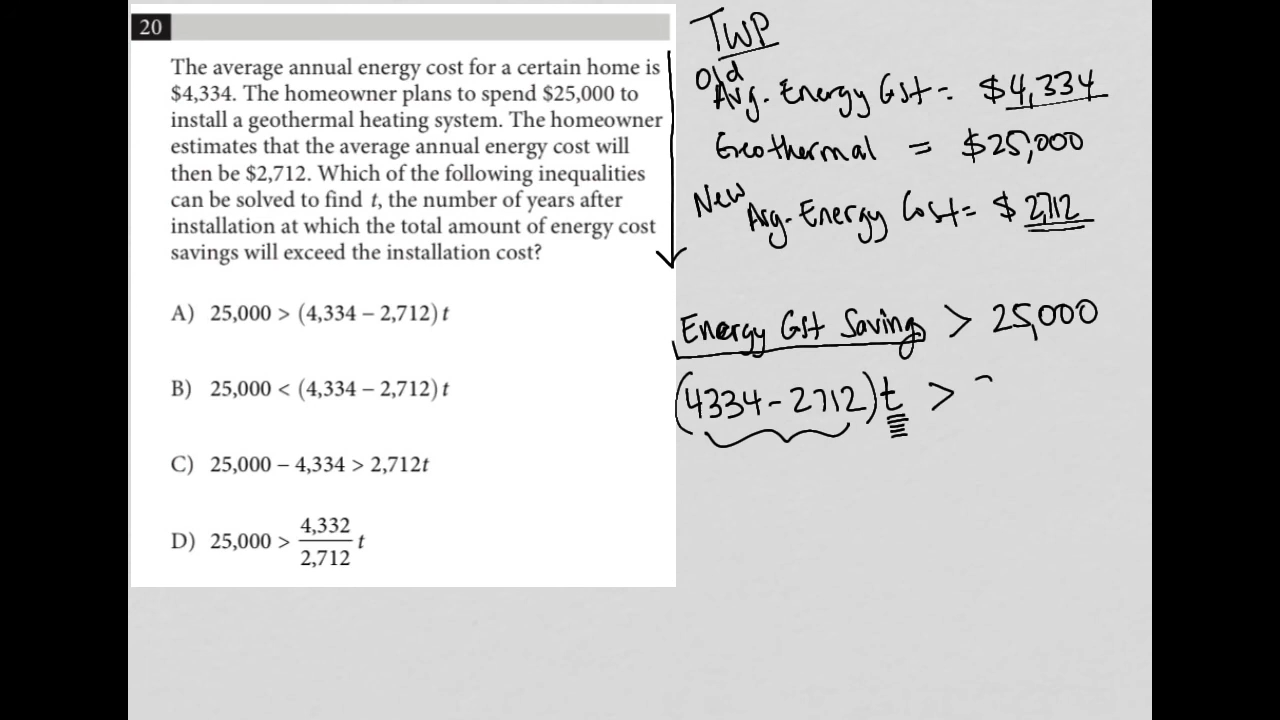 20
The average annual energy cost for a certain home is
$4,334. The homeowner plans to spend $25,000 to
install a geothermal heating system. The homeowner
estimates that the average annual energy cost will
then be $2,712. Which of the following inequalities
can be solved to find t, the number of years after
installation at which the total amount of energy cost
savings will exceed the installation cost?
A) 25,000 > (4,334 – 2,712) t
B) 25,000 < (4,334 – 2,712) t
C) 25,000 – 4,334 > 2,712t
D) 25,000 > 4,332/2,712 t
TWP
Old
Avg. Energy Cost = $4,334
Geothermal = $25,000
New
Avg. Energy Cost = $2,712
Energy Cost Savings > 25,000
(4334 - 2712) t >